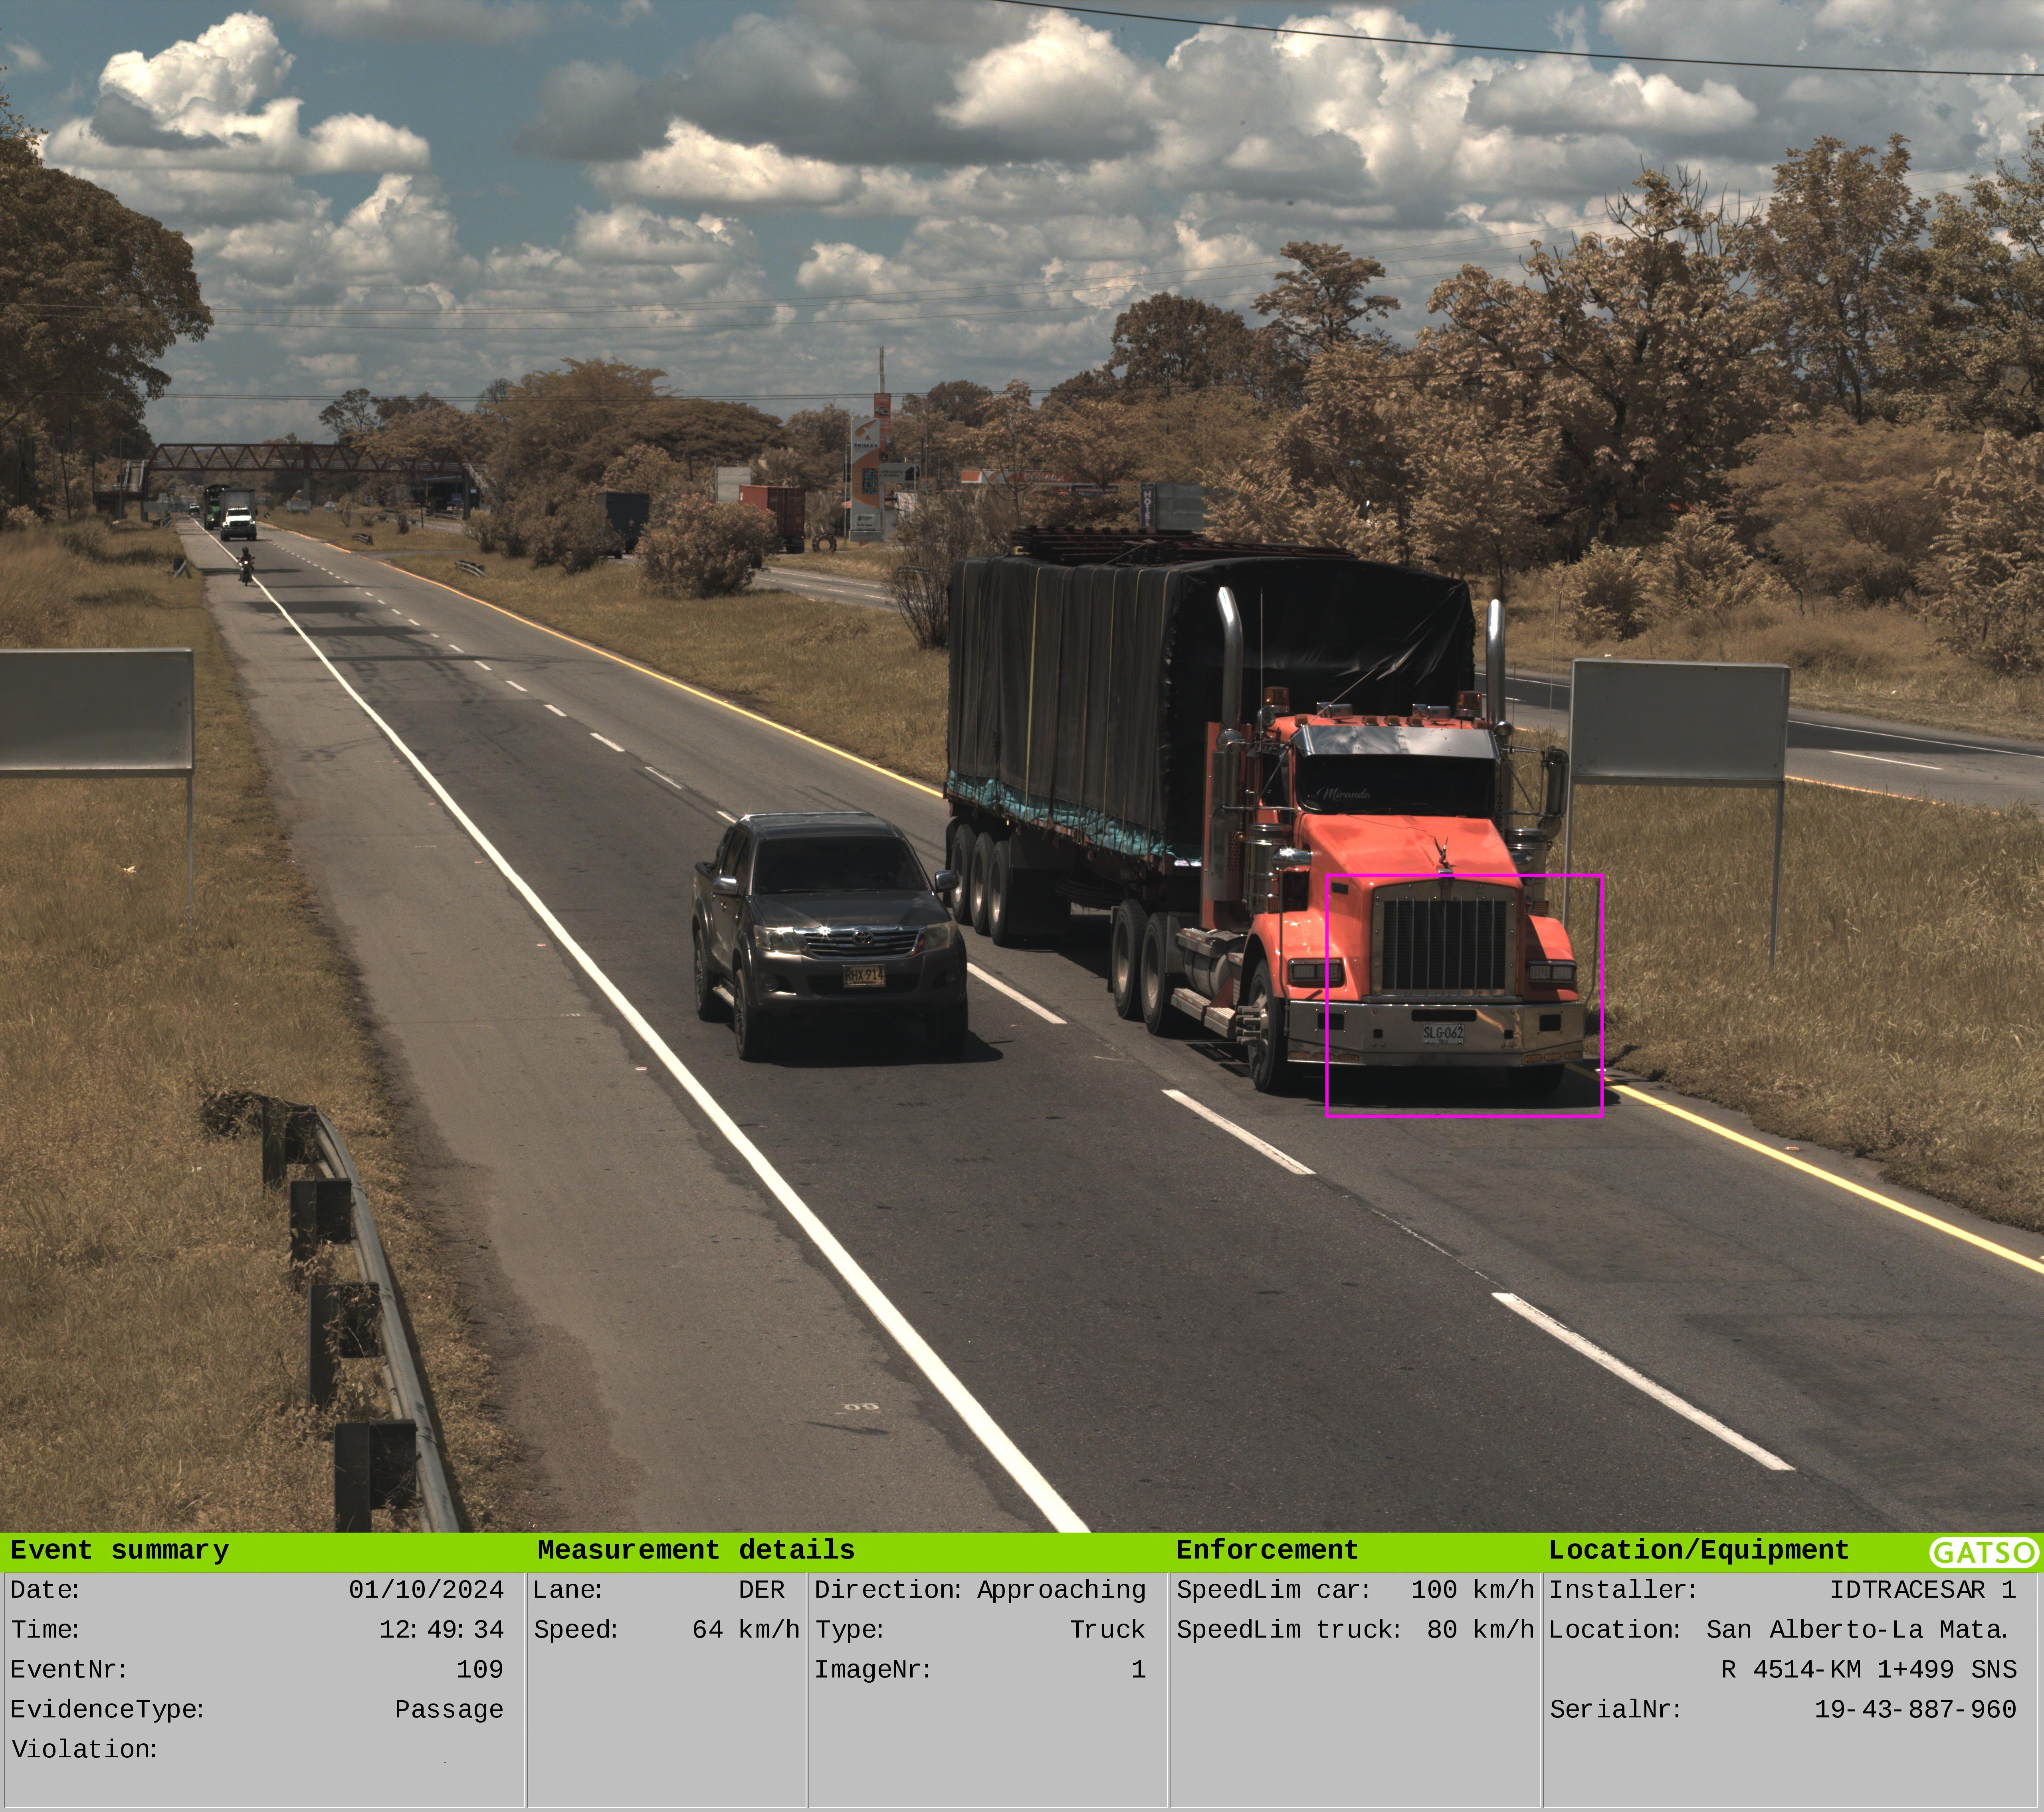 HOTEL
Miranda
SLG062
Event summary
Measurement details
Enforcement
Location/Equipment
GATSO
Date: 01/10/2024
Time: 12:49:34
EventNr: 109
EvidenceType: Passage
Violation:
Lane: DER
Speed: 64 km/h
Direction: Approaching
Type: Truck
ImageNr: 1
SpeedLim car: 100 km/h
SpeedLim truck: 80 km/h
Installer: IDTRACESAR 1
Location: San Alberto-La Mata.
R 4514-KM 1+499 SNS
SerialNr: 19-43-887-960